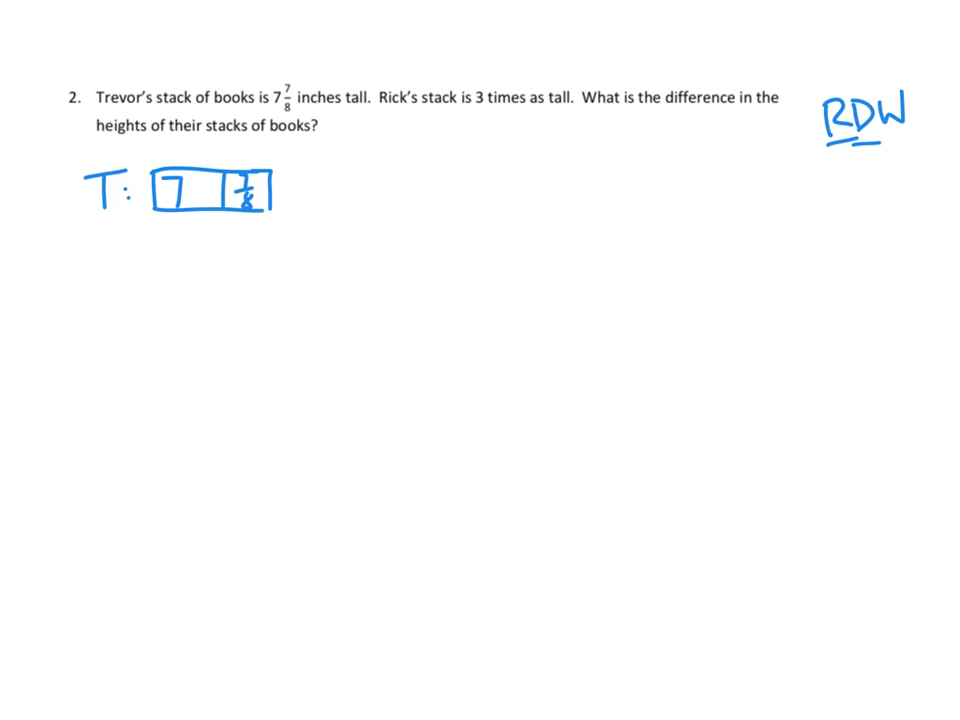 2. Trevor's stack of books is 7 7/8 inches tall. Rick's stack is 3 times as tall. What is the difference in the
heights of their stacks of books?
RDW
T: 7 7/8